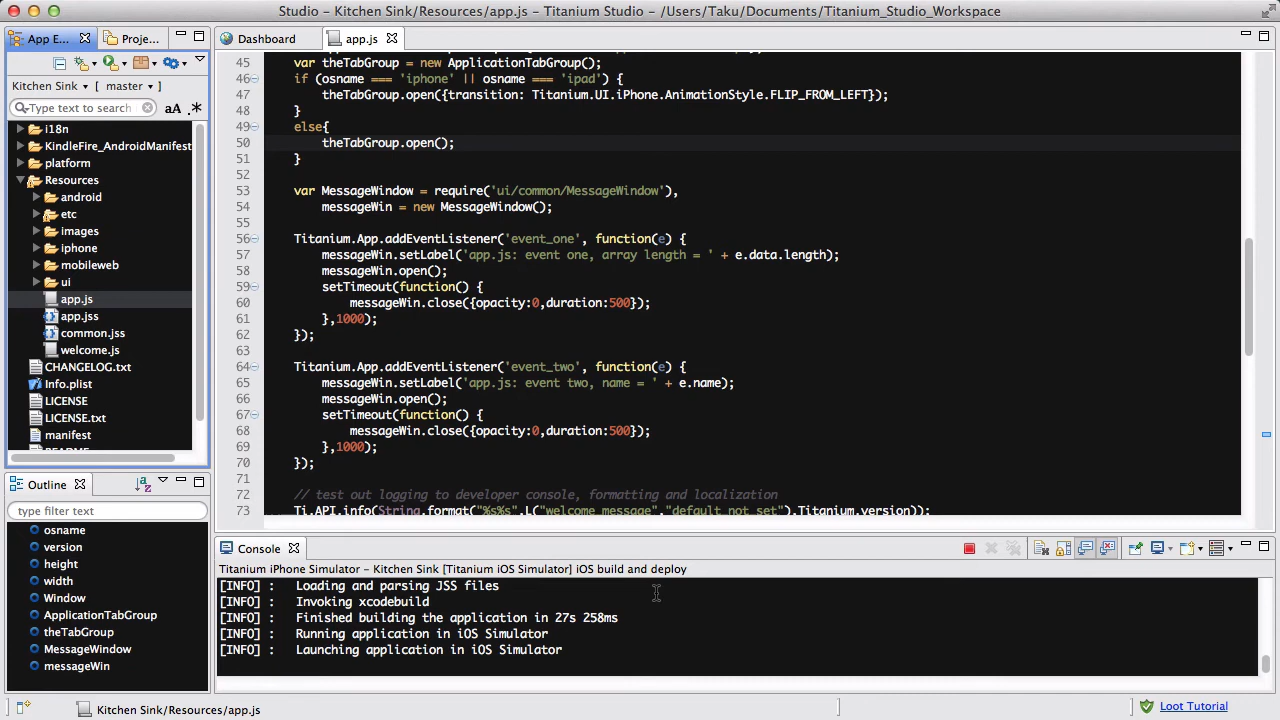 Studio - Kitchen Sink/Resources/app.js - Titanium Studio - /Users/Taku/Documents/Titanium_Studio_Workspace
App E...
Proje...
Kitchen Sink
[ master ]
Type text to search
aA .*
i18n
KindleFire_AndroidManifest
platform
Resources
android
etc
images
iphone
mobileweb
ui
app.js
app.jss
common.jss
welcome.js
CHANGELOG.txt
Info.plist
LICENSE
LICENSE.txt
manifest
README
Outline
type filter text
osname
version
height
width
Window
ApplicationTabGroup
theTabGroup
MessageWindow
messageWin
Dashboard
app.js
45 var theTabGroup = new ApplicationTabGroup();
46 if (osname === 'iphone' || osname === 'ipad') {
47 theTabGroup.open({transition: Titanium.UI.iPhone.AnimationStyle.FLIP_FROM_LEFT});
48 }
49 else{
50 theTabGroup.open();
51 }
52
53 var MessageWindow = require('ui/common/MessageWindow'),
54 messageWin = new MessageWindow();
55
56 Titanium.App.addEventListener('event_one', function(e) {
57 messageWin.setLabel('app.js: event one, array length = ' + e.data.length);
58 messageWin.open();
59 setTimeout(function() {
60 messageWin.close({opacity:0,duration:500});
61 },1000);
62 });
63
64 Titanium.App.addEventListener('event_two', function(e) {
65 messageWin.setLabel('app.js: event two, name = ' + e.name);
66 messageWin.open();
67 setTimeout(function() {
68 messageWin.close({opacity:0,duration:500});
69 },1000);
70 });
71
72 // test out logging to developer console, formatting and localization
73 Ti.API.info(String.format("%s%s",L("welcome_message","default_not_set"),Titanium.version));
Console
Titanium iPhone Simulator - Kitchen Sink [Titanium iOS Simulator] iOS build and deploy
[INFO] : Loading and parsing JSS files
[INFO] : Invoking xcodebuild
[INFO] : Finished building the application in 27s 258ms
[INFO] : Running application in iOS Simulator
[INFO] : Launching application in iOS Simulator
Kitchen Sink/Resources/app.js
Loot Tutorial